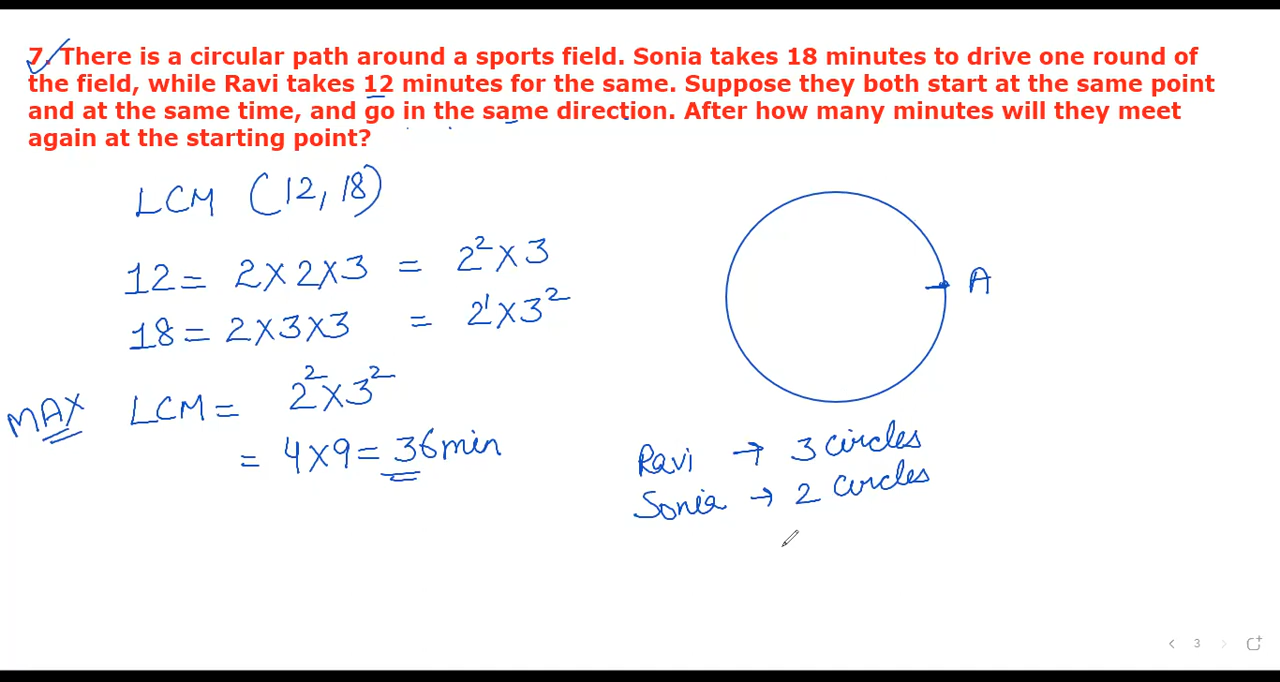 7. There is a circular path around a sports field. Sonia takes 18 minutes to drive one round of
the field, while Ravi takes 12 minutes for the same. Suppose they both start at the same point
and at the same time, and go in the same direction. After how many minutes will they meet
again at the starting point?
LCM (12, 18)
12 = 2×2×3 = 2²×3
18 = 2×3×3 = 2¹×3²
MAX LCM = 2²×3²
= 4×9 = 36min
A
Ravi → 3 circles
Sonia → 2 circles
3